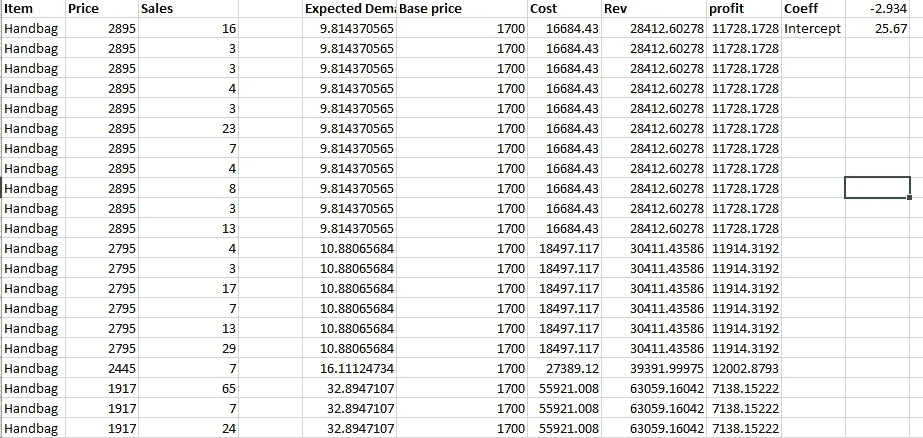 Item Price Sales Expected Dema Base price Cost Rev profit Coeff -2.934
Handbag 2895 16 9.814370565 1700 16684.43 28412.60278 11728.1728 Intercept 25.67
Handbag 2895 3 9.814370565 1700 16684.43 28412.60278 11728.1728
Handbag 2895 3 9.814370565 1700 16684.43 28412.60278 11728.1728
Handbag 2895 4 9.814370565 1700 16684.43 28412.60278 11728.1728
Handbag 2895 3 9.814370565 1700 16684.43 28412.60278 11728.1728
Handbag 2895 23 9.814370565 1700 16684.43 28412.60278 11728.1728
Handbag 2895 7 9.814370565 1700 16684.43 28412.60278 11728.1728
Handbag 2895 4 9.814370565 1700 16684.43 28412.60278 11728.1728
Handbag 2895 8 9.814370565 1700 16684.43 28412.60278 11728.1728
Handbag 2895 3 9.814370565 1700 16684.43 28412.60278 11728.1728
Handbag 2895 13 9.814370565 1700 16684.43 28412.60278 11728.1728
Handbag 2795 4 10.88065684 1700 18497.117 30411.43586 11914.3192
Handbag 2795 3 10.88065684 1700 18497.117 30411.43586 11914.3192
Handbag 2795 17 10.88065684 1700 18497.117 30411.43586 11914.3192
Handbag 2795 7 10.88065684 1700 18497.117 30411.43586 11914.3192
Handbag 2795 13 10.88065684 1700 18497.117 30411.43586 11914.3192
Handbag 2795 29 10.88065684 1700 18497.117 30411.43586 11914.3192
Handbag 2445 7 16.11124734 1700 27389.12 39391.99975 12002.8793
Handbag 1917 65 32.8947107 1700 55921.008 63059.16042 7138.15222
Handbag 1917 7 32.8947107 1700 55921.008 63059.16042 7138.15222
Handbag 1917 24 32.8947107 1700 55921.008 63059.16042 7138.15222